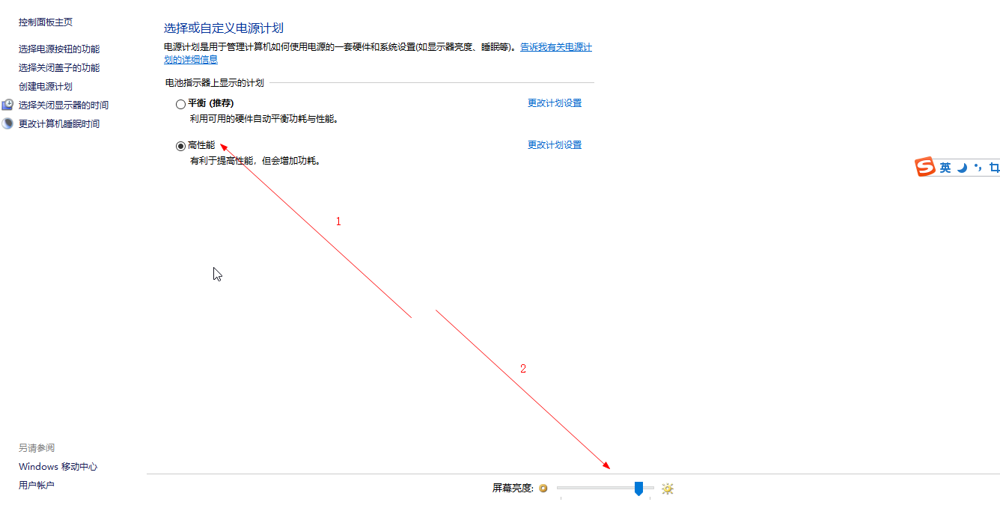 控制面板主页
选择电源按钮的功能
选择关闭盖子的功能
创建电源计划
选择关闭显示器的时间
更改计算机睡眠时间
选择或自定义电源计划
电源计划是用于管理计算机如何使用电源的一套硬件和系统设置(如显示器亮度、睡眠等)。告诉我有关电源计
划的详细信息
电池指示器上显示的计划
平衡 (推荐) 更改计划设置
利用可用的硬件自动平衡功耗与性能。
高性能 更改计划设置
有利于提高性能，但会增加功耗。
S 英
1
2
另请参阅
Windows 移动中心
用户帐户
屏幕亮度: